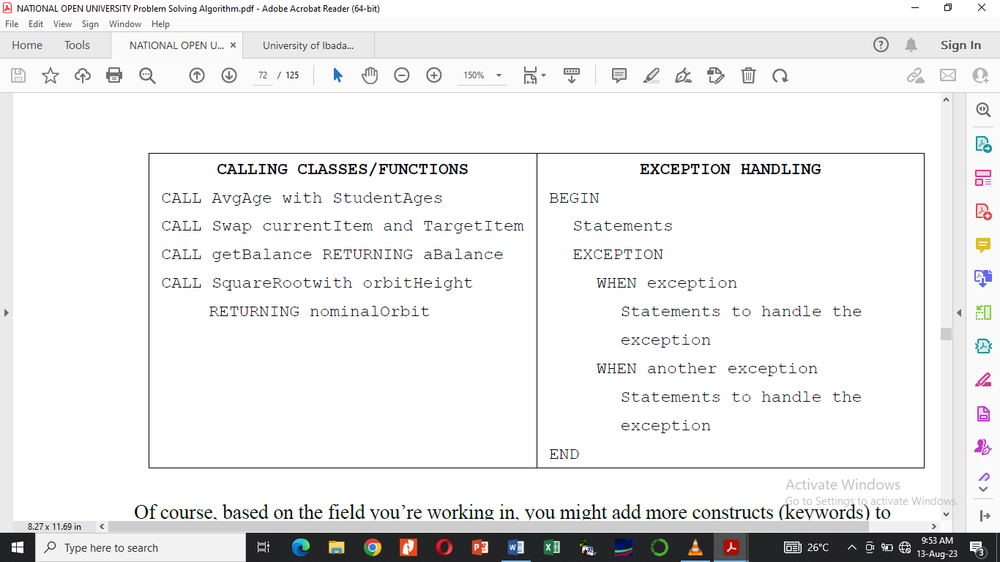 NATIONAL OPEN UNIVERSITY Problem Solving Algorithm.pdf - Adobe Acrobat Reader (64-bit)
File Edit View Sign Window Help
Home Tools NATIONAL OPEN U... × University of Ibada... Sign In
72 / 125 150%
CALLING CLASSES/FUNCTIONS
CALL AvgAge with StudentAges
CALL Swap currentItem and TargetItem
CALL getBalance RETURNING aBalance
CALL SquareRootwith orbitHeight
RETURNING nominalOrbit
EXCEPTION HANDLING
BEGIN
Statements
EXCEPTION
WHEN exception
Statements to handle the
exception
WHEN another exception
Statements to handle the
exception
END
Of course, based on the field you’re working in, you might add more constructs (keywords) to
Activate Windows
Go to Settings to activate Windows.
8.27 x 11.69 in
Type here to search
26°C
9:53 AM
13-Aug-23
3